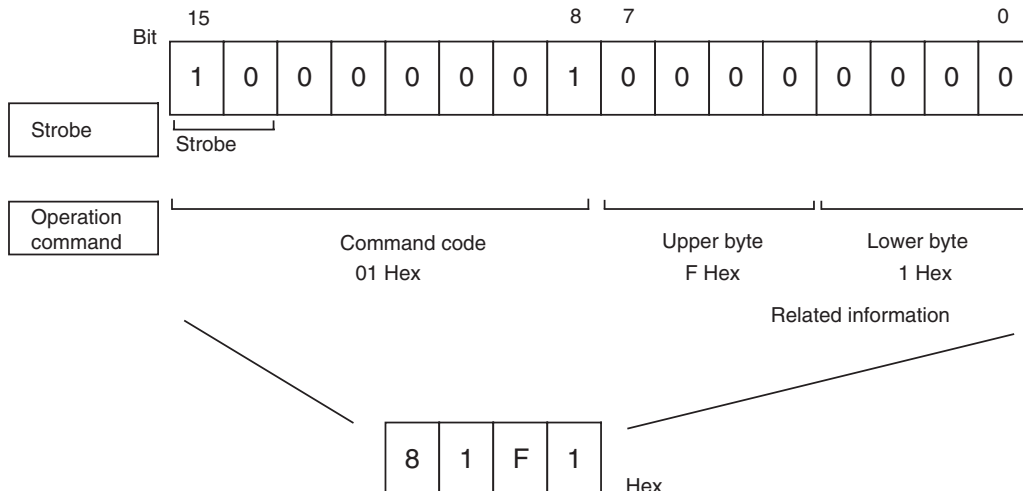 15 8 7 0
Bit
1 0 0 0 0 0 0 1 0 0 0 0 0 0 0 0
Strobe
Strobe
Operation
command
Command code
01 Hex
Upper byte
F Hex
Lower byte
1 Hex
Related information
8 1 F 1
Hex